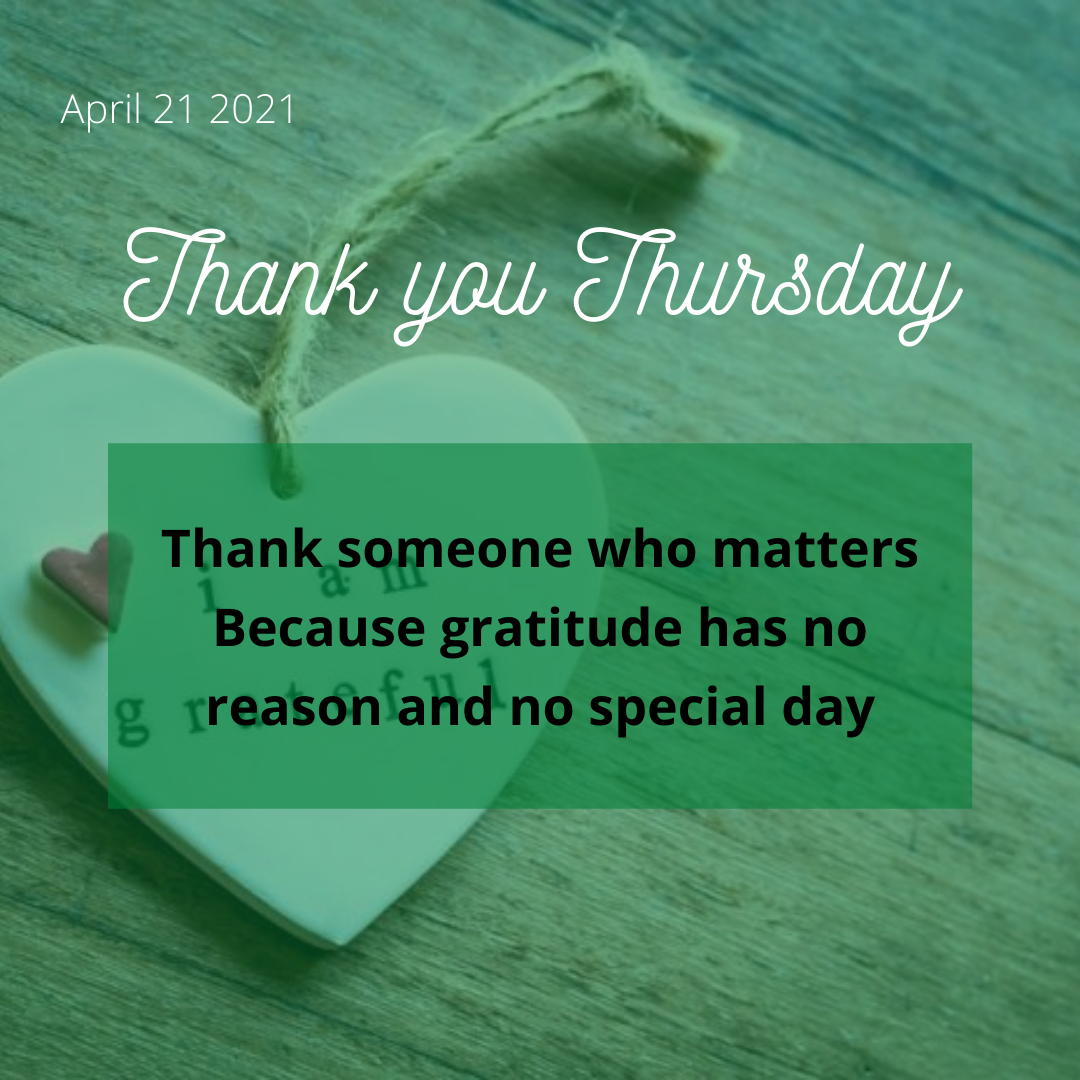 April 21 2021
Thank you Thursday
Thank someone who matters
Because gratitude has no
reason and no special day
i am
grateful